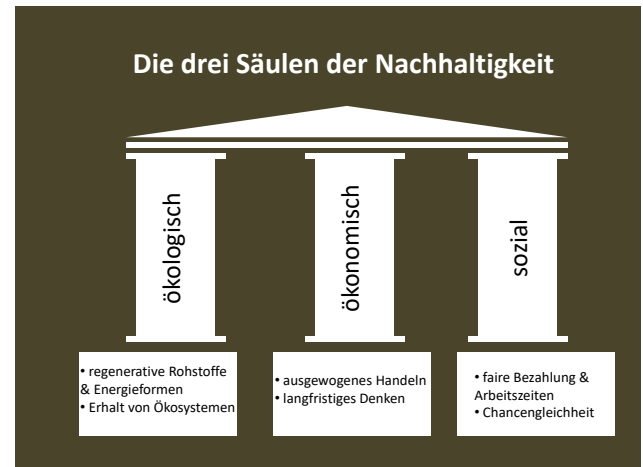 Die drei Säulen der Nachhaltigkeit
ökologisch
ökonomisch
sozial
• regenerative Rohstoffe
& Energieformen
• Erhalt von Ökosystemen
• ausgewogenes Handeln
• langfristiges Denken
• faire Bezahlung &
Arbeitszeiten
• Chancengleichheit